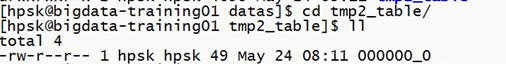 [hpsk@bigdata-training01 datas]$ cd tmp2_table/
[hpsk@bigdata-training01 tmp2_table]$ ll
total 4
-rw-r--r-- 1 hpsk hpsk 49 May 24 08:11 000000_0